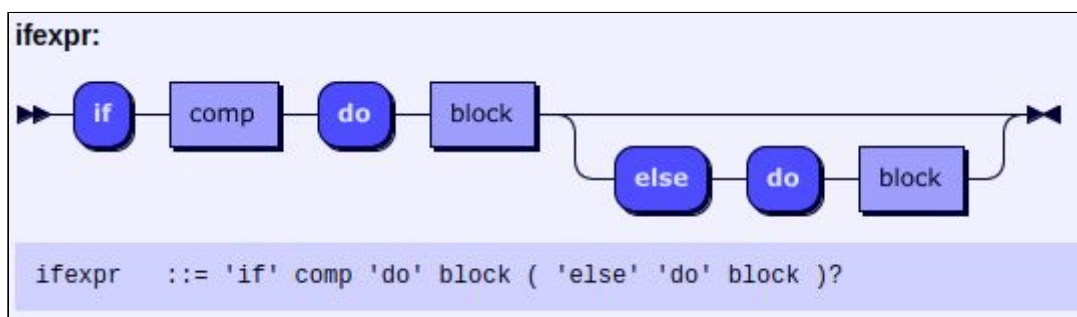 ifexpr:
if comp do block
else do block
ifexpr ::= 'if' comp 'do' block ( 'else' 'do' block )?